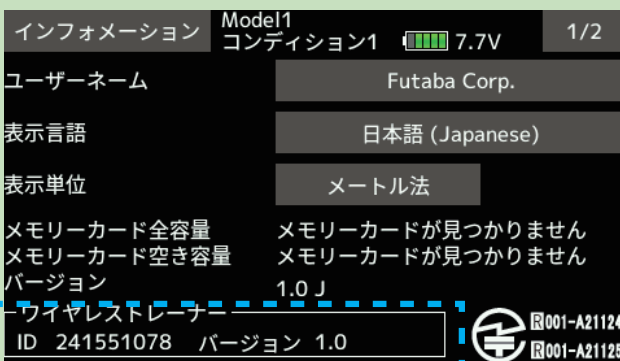 インフォメーション Model1 1/2
コンディション1 7.7V
ユーザーネーム Futaba Corp.
表示言語 日本語 (Japanese)
表示単位 メートル法
メモリーカード全容量 メモリーカードが見つかりません
メモリーカード空き容量 メモリーカードが見つかりません
バージョン 1.0 J
ワイヤレストレーナー
ID 241551078 バージョン 1.0
R001-A21124
R001-A21125